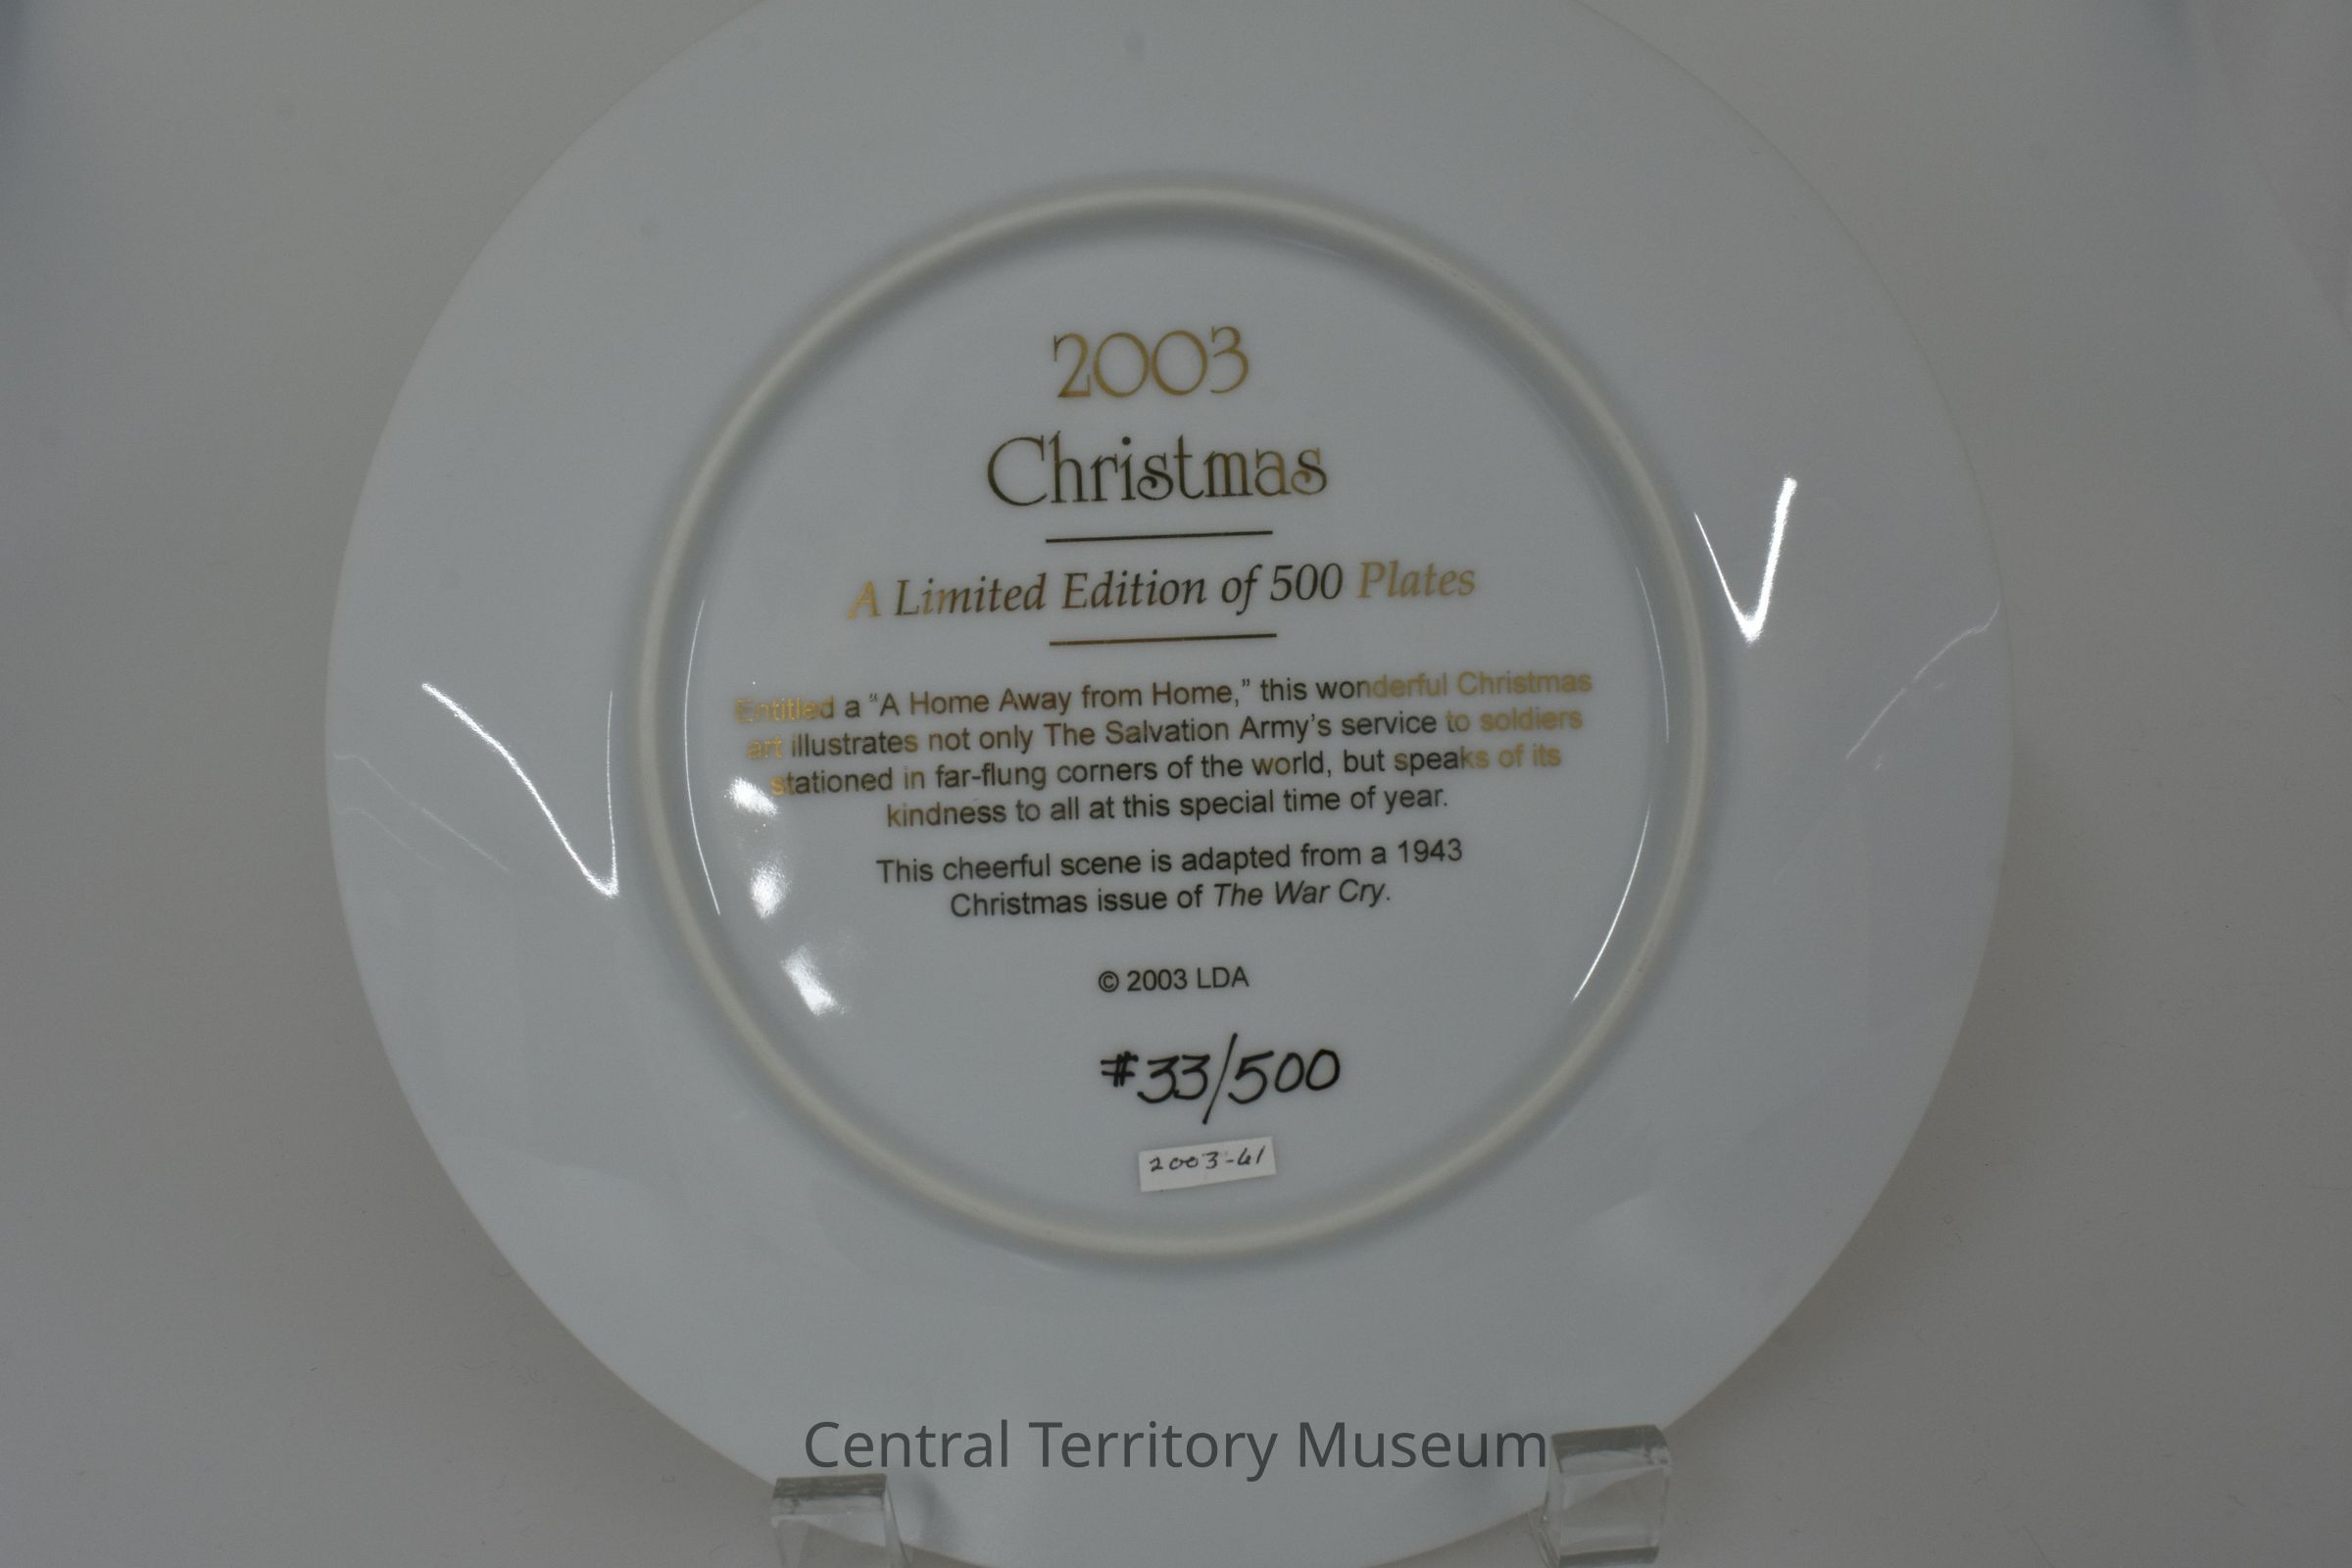 2003
Christmas
A Limited Edition of 500 Plates
Entitled a “A Home Away from Home,” this wonderful Christmas
art illustrates not only The Salvation Army’s service to soldiers
stationed in far-flung corners of the world, but speaks of its
kindness to all at this special time of year.
This cheerful scene is adapted from a 1943
Christmas issue of The War Cry.
© 2003 LDA
#33/500
2003-61
Central Territory Museum